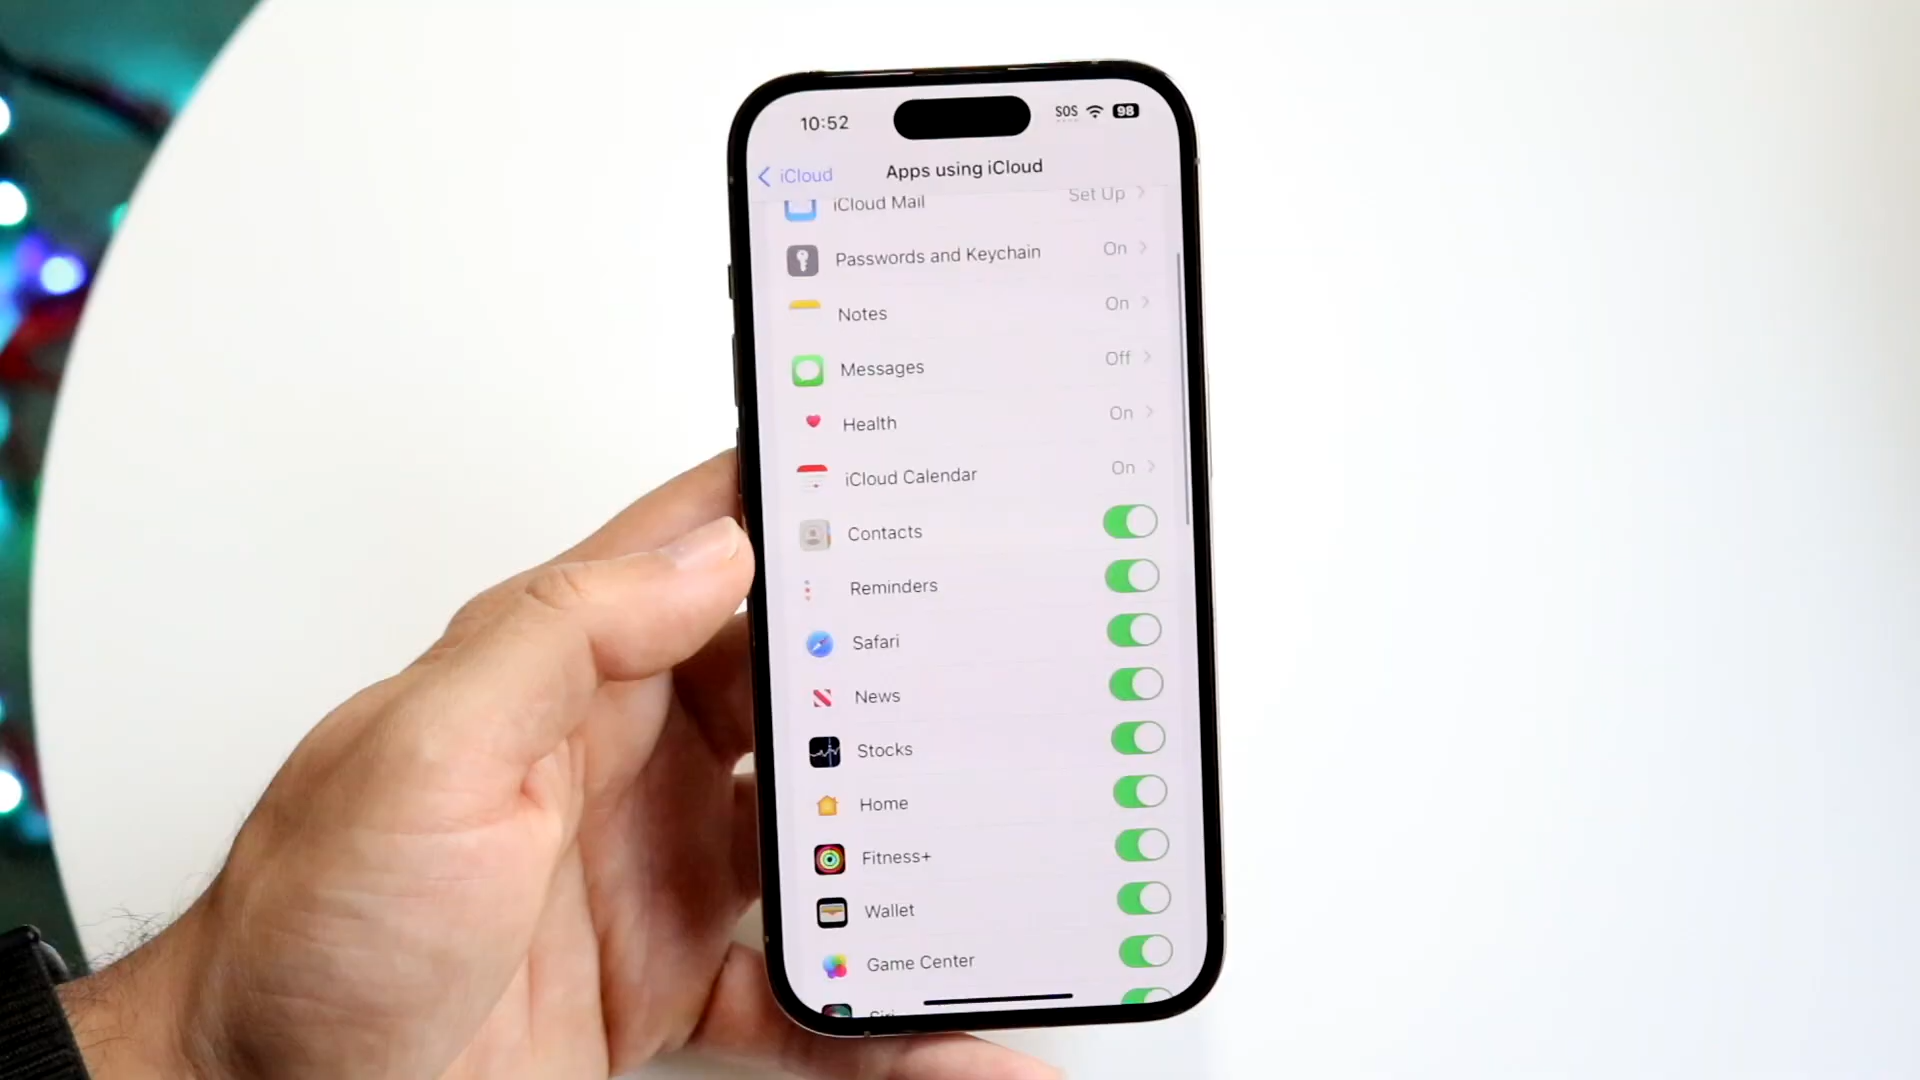 10:52 SOS 98
iCloud Apps using iCloud
iCloud Mail Set Up
Passwords and Keychain On
Notes On
Messages Off
Health On
iCloud Calendar On
Contacts
Reminders
Safari
News
Stocks
Home
Fitness+
Wallet
Game Center
Siri